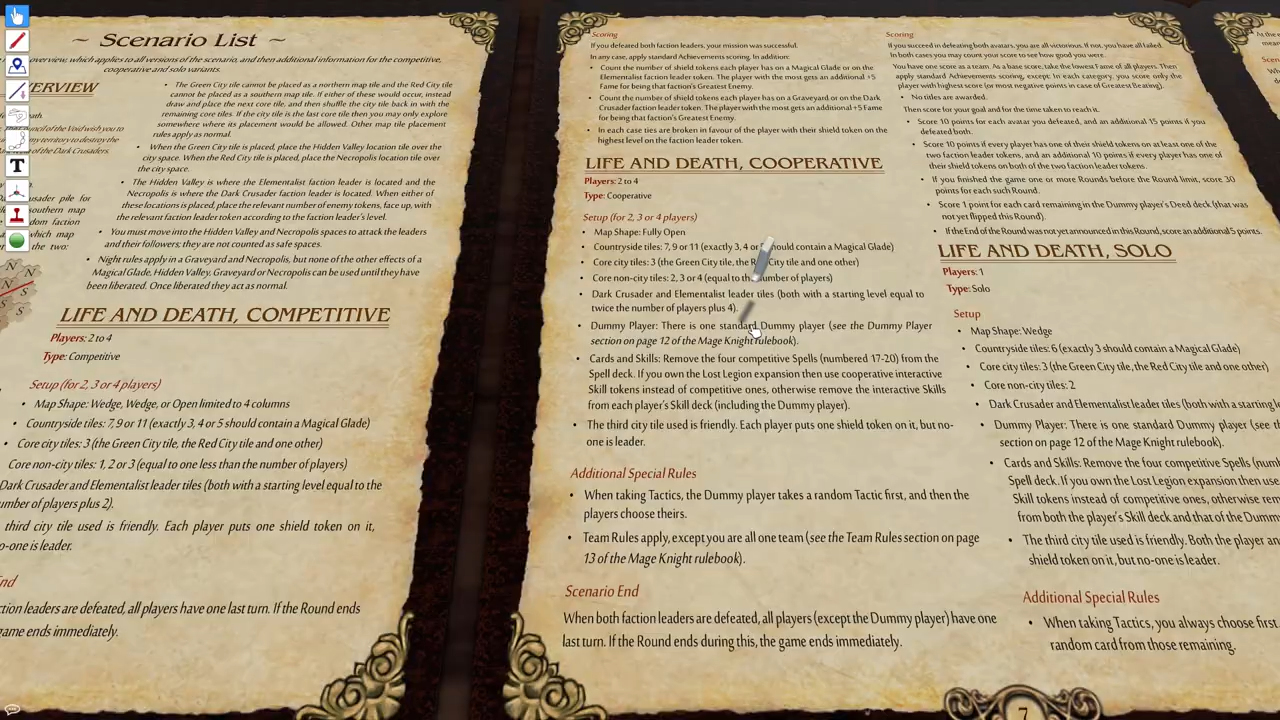 ~ Scenario List ~
overview, which applies to all versions of the scenario, and then additional information for the competitive,
cooperative and solo variants.
ERVIEW
ath.
uncil of the Void wish you to
y territory to destroy the
of the Dark Crusaders.
usader pile for
southern map
dom faction
which map
the two:
• The Green City tile cannot be placed as a northern map tile and the Red City tile
cannot be placed as a southern map tile. If either of these would occur, instead
draw and place the next core tile, and then shuffle the city tile back in with the
remaining core tiles. If the city tile is the last core tile then you may only explore
somewhere where its placement would be allowed. Other map tile placement
rules apply as normal.
• When the Green City tile is placed, place the Hidden Valley location tile over the
city space. When the Red City tile is placed, place the Necropolis location tile over
the city space.
• The Hidden Valley is where the Elementalist faction leader is located and the
Necropolis is where the Dark Crusader faction leader is located. When either of
these locations is placed, place the relevant number of enemy tokens, face up, with
the relevant faction leader token according to the faction leader's level.
• You must move into the Hidden Valley and Necropolis spaces to attack the leaders
and their followers; they are not counted as safe spaces.
• Night rules apply in a Graveyard and Necropolis, but none of the other effects of a
Magical Glade, Hidden Valley. Graveyard or Necropolis can be used until they have
been liberated. Once liberated they act as normal.
N N
N
N
LIFE AND DEATH, COMPETITIVE
Players: 2 to 4
Type: Competitive
Setup (for 2, 3 or 4 players)
• Map Shape: Wedge, Wedge, or Open limited to 4 columns
• Countryside tiles: 7, 9 or 11 (exactly 3, 4 or 5 should contain a Magical Glade)
• Core city tiles: 3 (the Green City tile, the Red City tile and one other)
Core non-city tiles: 1, 2 or 3 (equal to one less than the number of players)
Dark Crusader and Elementalist leader tiles (both with a starting level equal to the
umber of players plus 2).
third city tile used is friendly. Each player puts one shield token on it,
o-one is leader.
nd
ction leaders are defeated, all players have one last turn. If the Round ends
game ends immediately.
Scoring
If you defeated both faction leaders, your mission was successful.
In any case, apply standard Achievements scoring. In addition:
• Count the number of shield tokens each player has on a Magical Glade or on the
Elementalist faction leader token. The player with the most gets an additional +5
Fame for being that faction's Greatest Enemy.
• Count the number of shield tokens each player has on a Graveyard or on the Dark
Crusader faction leader token. The player with the most gets an additional +5 Fame
for being that faction's Greatest Enemy.
• In each case ties are broken in favour of the player with their shield token on the
highest level on the leader token.
LIFE AND DEATH, COOPERATIVE
Players: 2 to 4
Type: Cooperative
Setup (for 2, 3 or 4 players)
• Map Shape: Fully Open
• Countryside tiles: 7, 9 or 11 (exactly 3, 4 or should contain a Magical Glade)
• Core city tiles: 3 (the Green City tile, the R City tile and one other)
• Core non-city tiles: 2, 3 or 4 (equal to the number of players)
• Dark Crusader and Elementalist leader tiles (both with a starting level equal to
twice the number of players plus 4).
• Dummy Player: There is one standard Dummy player (see the Dummy Player
section on page 12 of the Mage Knight rulebook).
• Cards and Skills: Remove the four competitive Spells (numbered 17-20) from the
Spell deck. If you own the Lost Legion expansion then use cooperative interactive
Skill tokens instead of competitive ones, otherwise remove the interactive Skills
from each player's Skill deck (including the Dummy player).
• The third city tile used is friendly. Each player puts one shield token on it, but no-
one is leader.
Additional Special Rules
• When taking Tactics, the Dummy player takes a random Tactic first, and then the
players choose theirs.
• Team Rules apply, except you are all one team (see the Team Rules section on page
13 of the Mage Knight rulebook).
Scenario End
When both faction leaders are defeated, all players (except the Dummy player) have one
last turn. If the Round ends during this, the game ends immediately.
Scoring
If you succeed in defeating both avatars, you are all victorious. If not, you have all failed.
In both cases you may count your score to see how good you were.
You have one score as a team. As a base score, take the lowest Fame of all players. Then
apply standard Achievements scoring, except: In each category, you score only the
player with highest score (or most negative points in case of Greatest Beating).
• No titles are awarded.
Then score for your goal and for the time taken to reach it.
• Score 10 points for each avatar you defeated, and an additional 15 points if you
defeated both.
• Score 10 points if every player has one of their shield tokens on at least one of the
two faction leader tokens, and an additional 10 points if every player has one of
their shield tokens on both of the two faction leader tokens.
• If you finished the game one or more Rounds before the Round limit, score 30
points for each such Round.
• Score 1 point for each card remaining in the Dummy player's Deed deck (that was
not yet flipped this Round).
• If the End of the Round was not yet announced in this Round, score an additional 5 points.
LIFE AND DEATH, SOLO
Players: 1
Type: Solo
Setup
• Map Shape: Wedge
• Countryside tiles: 6 (exactly 3 should contain a Magical Glade)
• Core city tiles: 3 (the Green City tile, the Red City tile and one other)
• Core non-city tiles: 2
• Dark Crusader and Elementalist leader tiles (both with a starting
• Dummy Player: There is one standard Dummy player (see
section on page 12 of the Mage Knight rulebook).
• Cards and Skills: Remove the four competitive Spells
Spell deck. If you own the Lost Legion expansion then use
Skill tokens instead of competitive ones, otherwise
from both the player's Skill deck and that of the
• The third city tile used is friendly. Both the player
shield token on it, but no-one is leader.
Additional Special Rules
• When taking Tactics, you always choose first.
random card from those remaining.
7
T